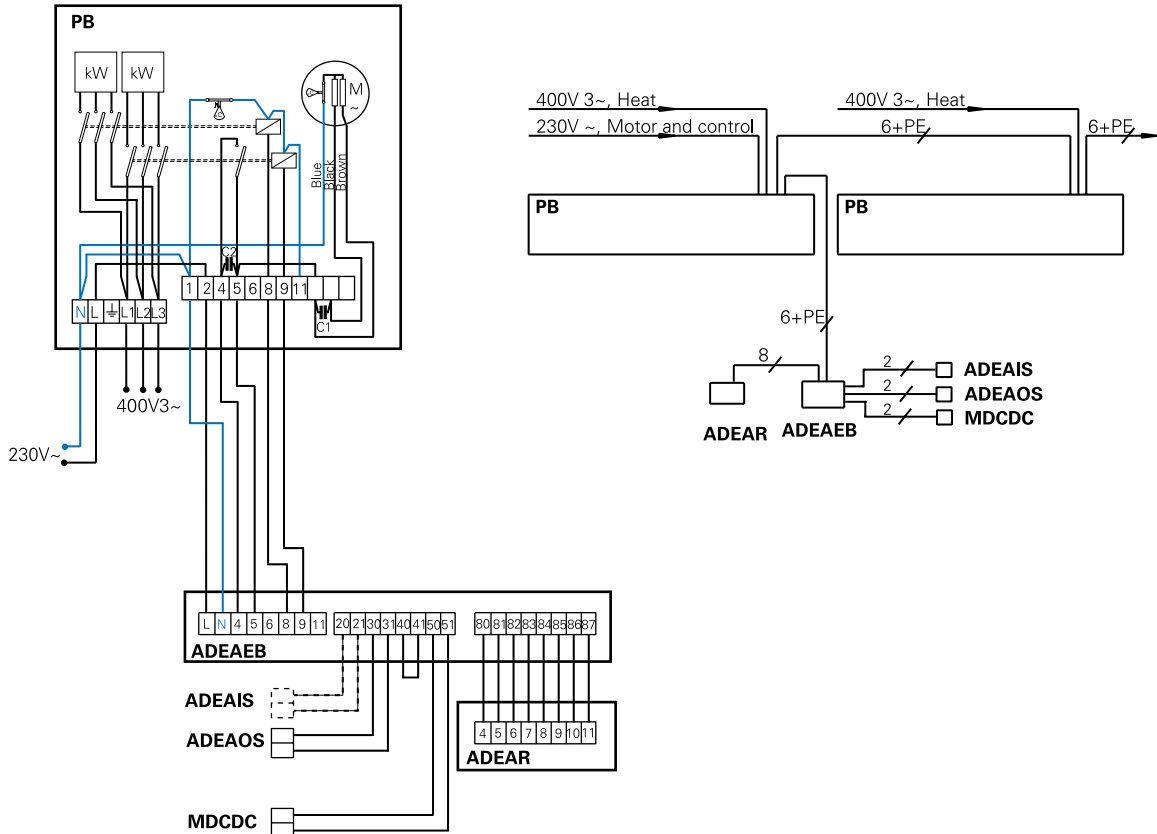 PB
kW kW
M
~
Blue
Black
Brown
C2
1 2 4 5 6 8 9 11
N L L1 L2 L3
C1
400V3~
230V~
400V 3~, Heat
230V ~, Motor and control
400V 3~, Heat
6+PE
6+PE
PB
PB
6+PE
8
2
2
2
ADEAIS
ADEAOS
MDCDC
ADEAR
ADEAEB
L N 4 5 6 8 9 11
20 21 30 31 40 41 50 51
80 81 82 83 84 85 86 87
ADEAEB
ADEAIS
ADEAOS
4 5 6 7 8 9 10 11
ADEAR
MDCDC